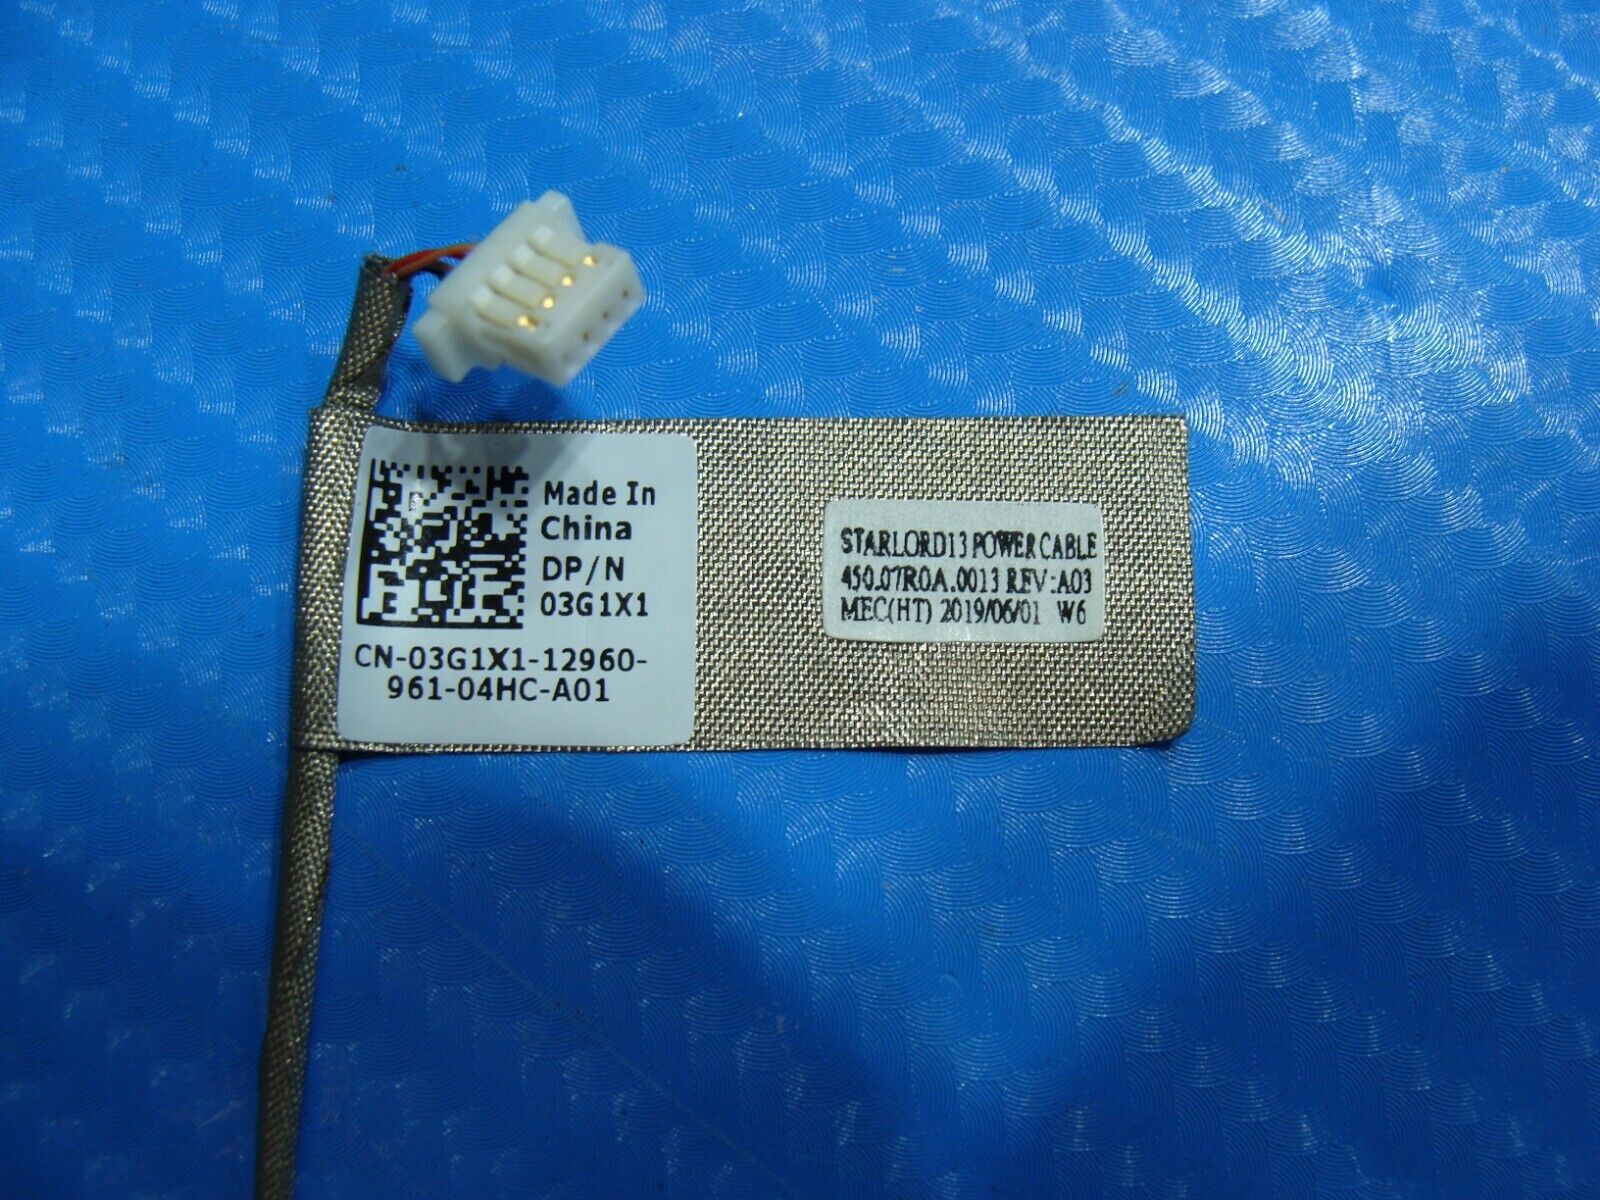 Made In
China
DP/N
03G1X1
CN-03G1X1-12960-
961-04HC-A01
STARLORD13 POWER CABLE
450.07R0A.0013 REV:A03
MEC(HT) 2019/06/01 W6